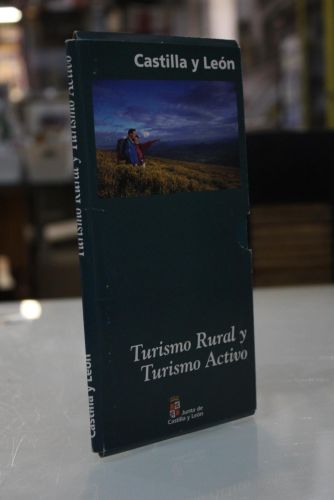 Castilla y León
Turismo Rural y
Turismo Activo
Junta de
Castilla y León
Turismo Rural y Turismo Activo
Castilla y León